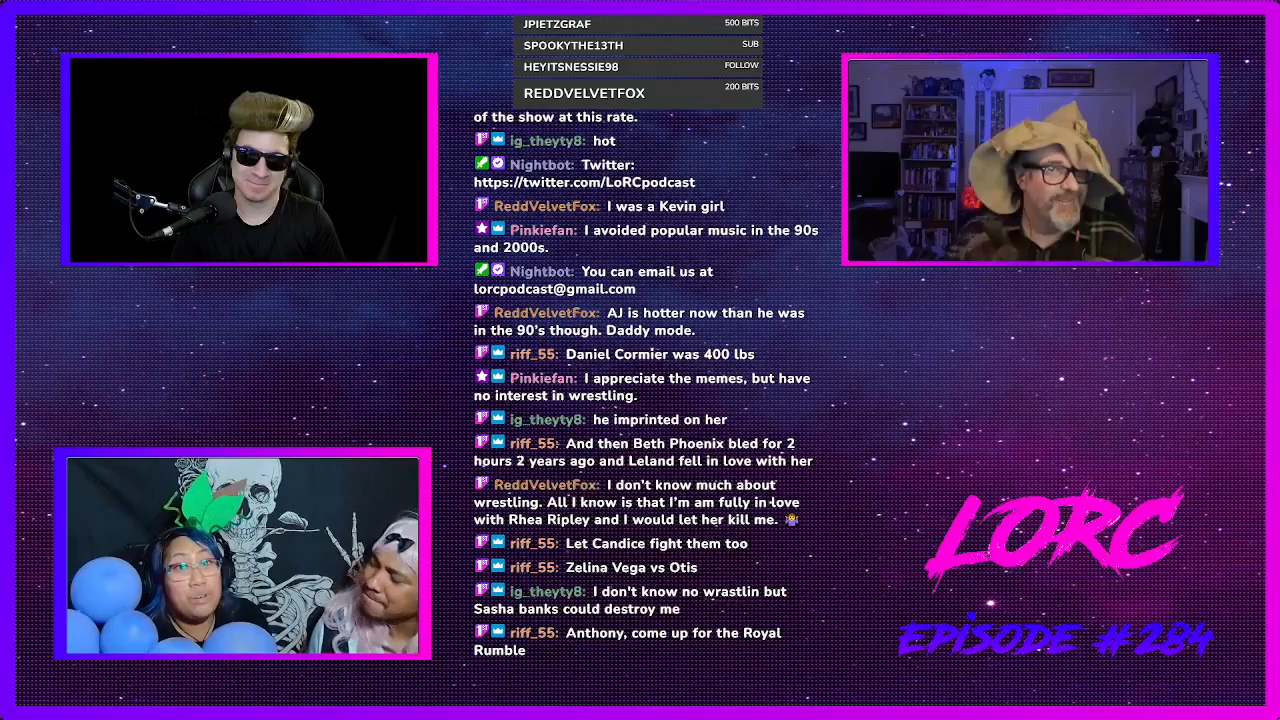 JPIETZGRAF 500 BITS
SPOOKYTHE13TH SUB
HEYITSNESSIE98 FOLLOW
REDDVELVETFOX 200 BITS
of the show at this rate.
ig_theyty8: hot
Nightbot: Twitter:
https://twitter.com/LoRCpodcast
ReddVelvetFox: I was a Kevin girl
Pinkiefan: I avoided popular music in the 90s
and 2000s.
Nightbot: You can email us at
lorcpodcast@gmail.com
ReddVelvetFox: AJ is hotter now than he was
in the 90's though. Daddy mode.
riff_55: Daniel Cormier was 400 lbs
Pinkiefan: I appreciate the memes, but have
no interest in wrestling.
ig_theyty8: he imprinted on her
riff_55: And then Beth Phoenix bled for 2
hours 2 years ago and Leland fell in love with her
ReddVelvetFox: I don't know much about
wrestling. All I know is that I'm am fully in love
with Rhea Ripley and I would let her kill me. 🤷‍♀️
riff_55: Let Candice fight them too
riff_55: Zelina Vega vs Otis
ig_theyty8: I don't know no wrastlin but
Sasha banks could destroy me
riff_55: Anthony, come up for the Royal
Rumble
LORC
EPISODE #284